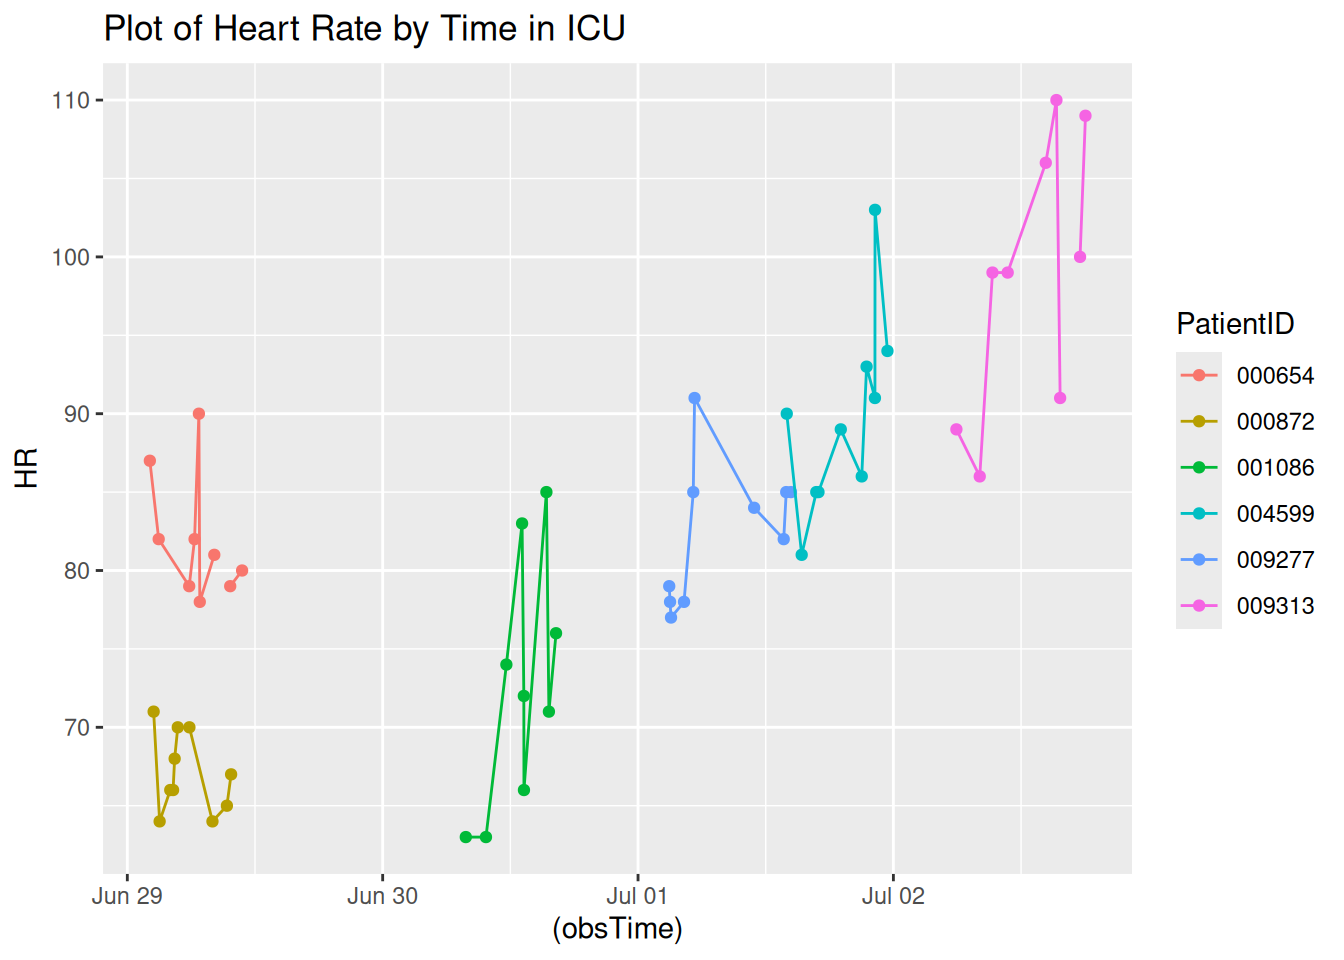 Plot of Heart Rate by Time in ICU
110
100
90
80
70
HR
Jun 29
Jun 30
Jul 01
Jul 02
(obsTime)
PatientID
000654
000872
001086
004599
009277
009313